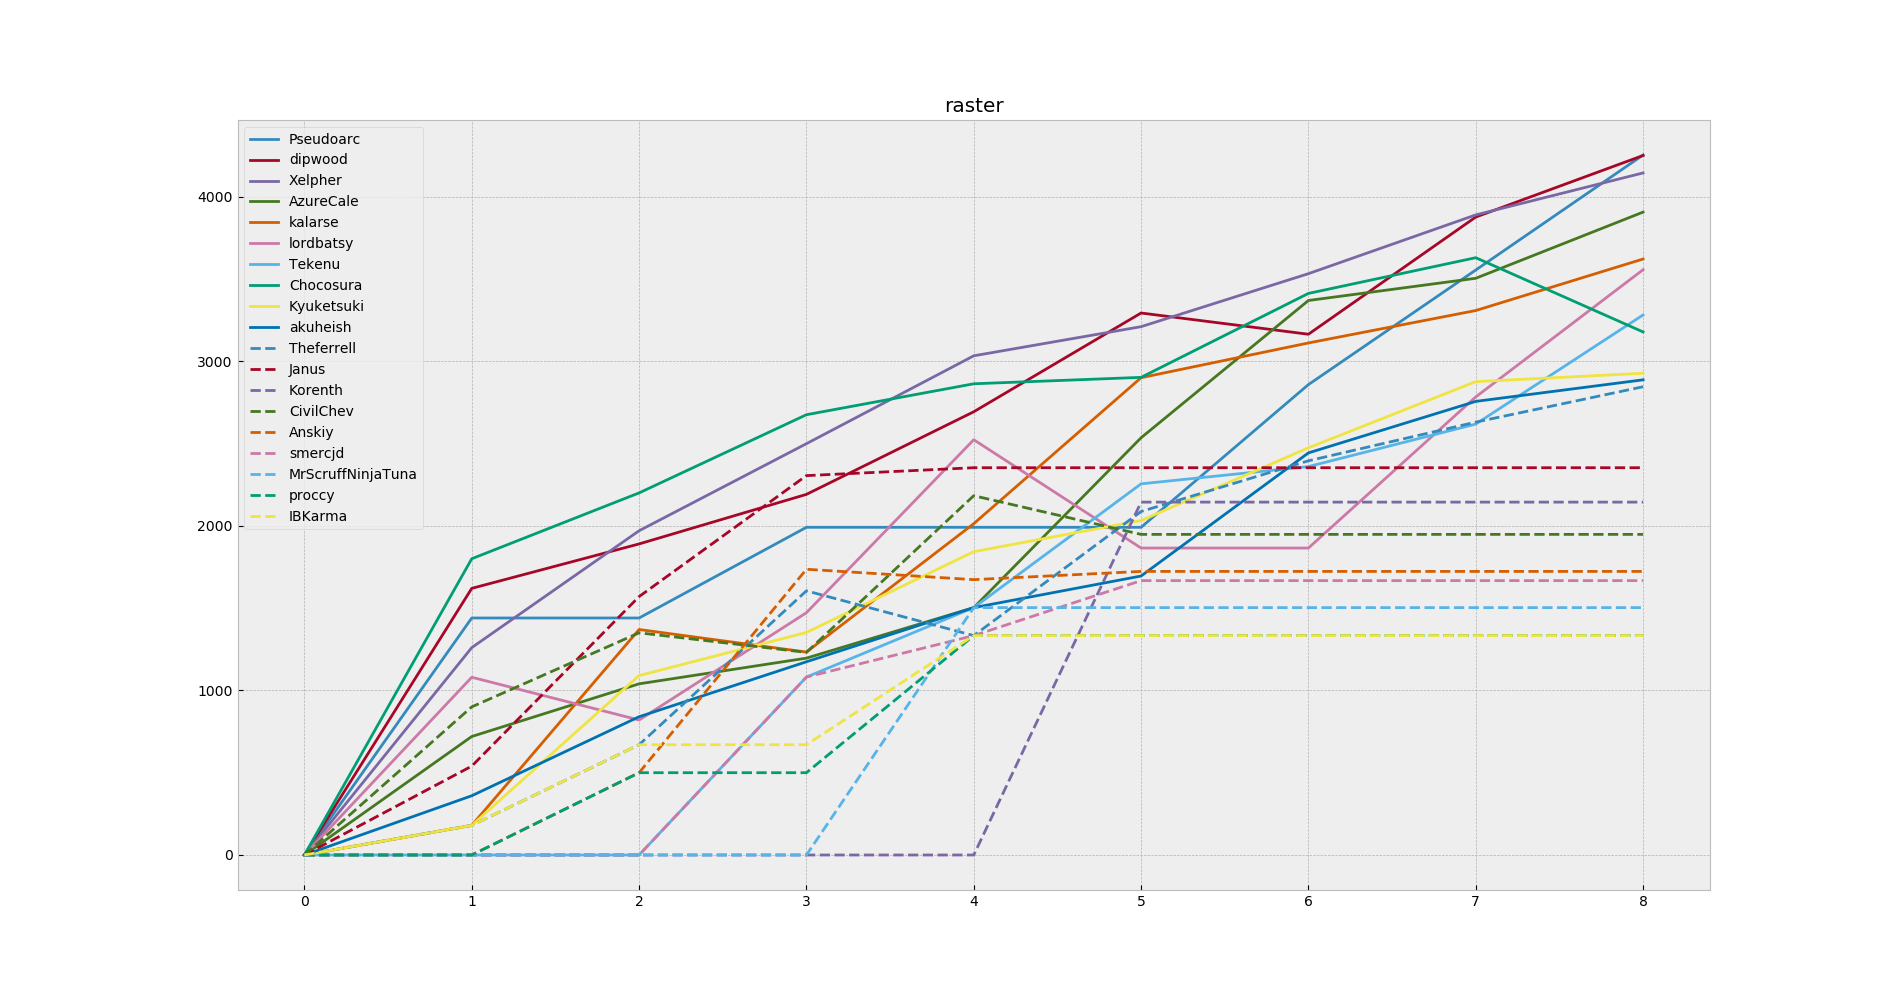 raster
Pseudoarc
dipwood
Xelpher
AzureCale
kalarse
lordbatsy
Tekenu
Chocosura
Kyuketsuki
akuheish
Theferrell
Janus
Korenth
CivilChev
Anskiy
smercjd
MrScruffNinjaTuna
proccy
IBKarma
4000
3000
2000
1000
0
0 1 2 3 4 5 6 7 8